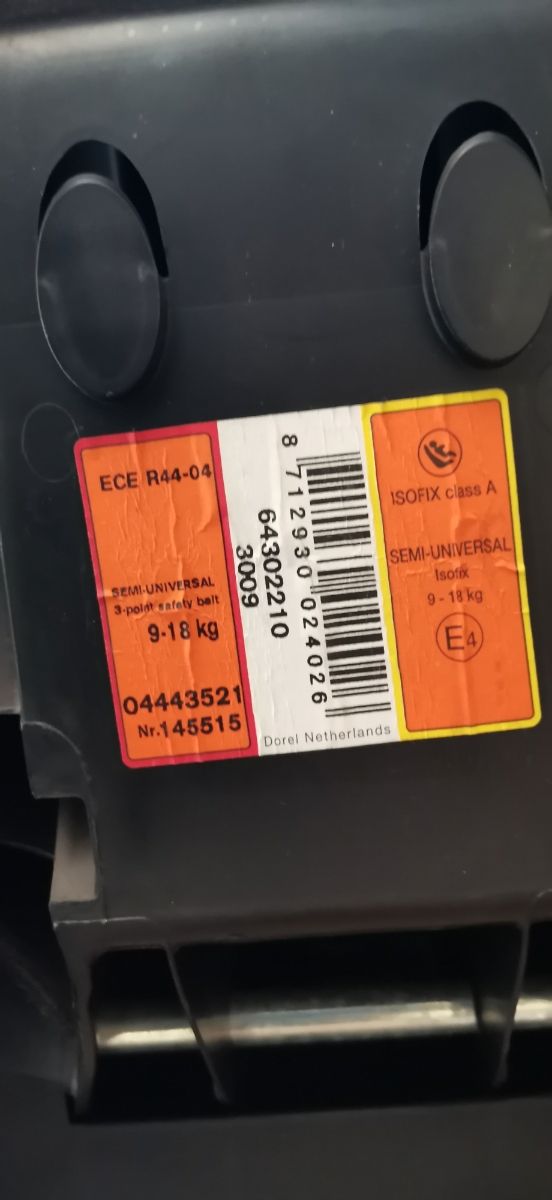 ECE R44-04
SEMI-UNIVERSAL
3-point safety belt
9-18 kg
04443521
Nr.145515
8 712930 024026
64302210
3009
Dorel Netherlands
ISOFIX class A
SEMI-UNIVERSAL
Isofix
9 - 18 kg
E4